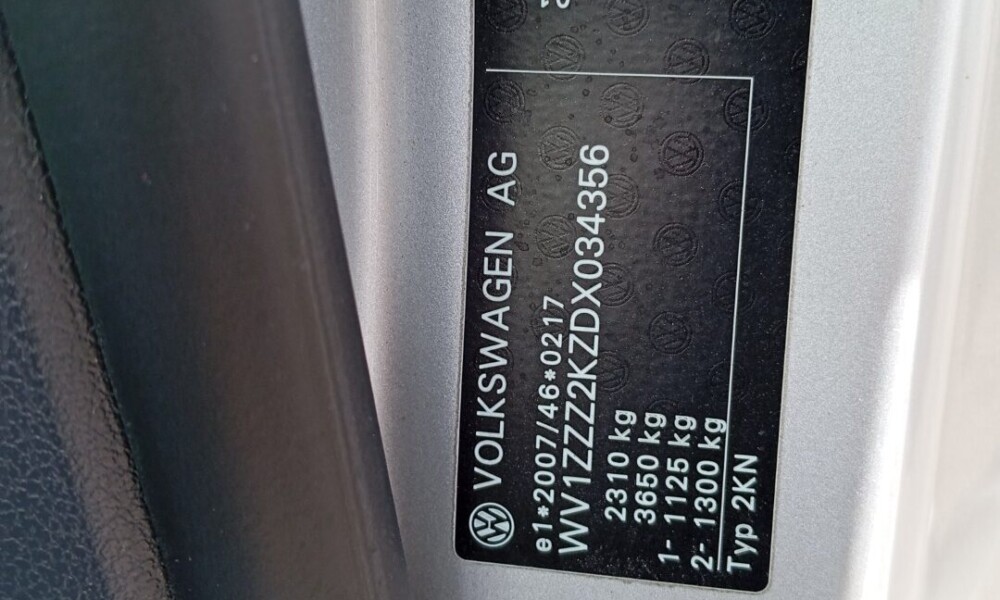 VOLKSWAGEN AG
e1*2007/46*0217
WV1ZZZ2KZDX034356
2310 kg
3650 kg
1- 1125 kg
2- 1300 kg
Typ 2KN